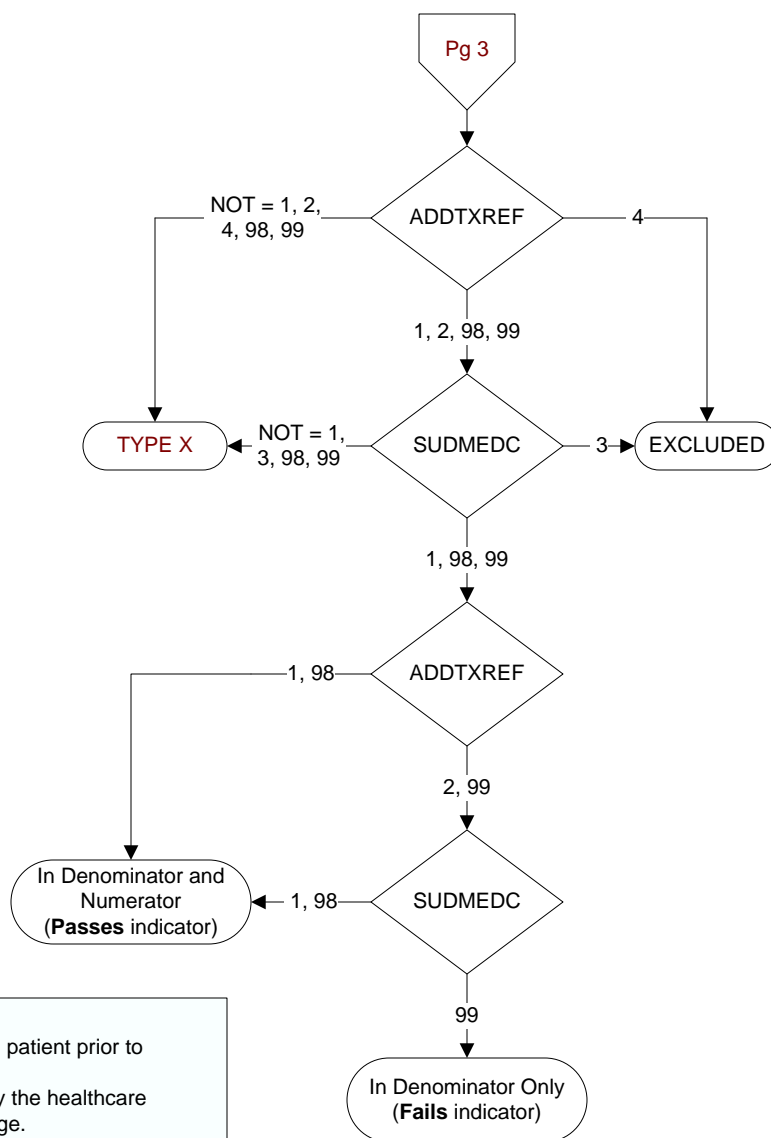 Pg 3
ADDTXREF
NOT = 1, 2,
4, 98, 99
4
1, 2, 98, 99
SUDMEDC
NOT = 1,
3, 98, 99
TYPE X
3
EXCLUDED
1, 98, 99
ADDTXREF
1, 98
2, 99
SUDMEDC
1, 98
In Denominator and
Numerator
(Passes indicator)
99
In Denominator Only
(Fails indicator)
patient prior to
the healthcare